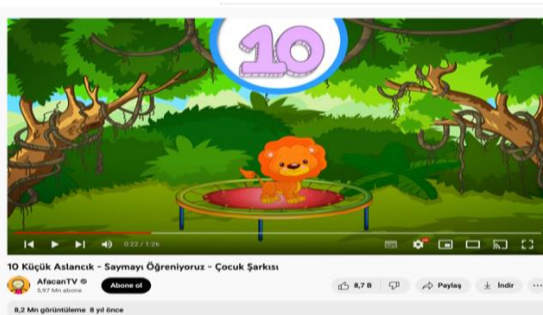 10
0:22 / 1:26
10 Küçük Aslancık - Saymayı Öğreniyoruz - Çocuk Şarkısı
AfacanTV
5,97 Mn abone
Abone ol
8,7 B
Paylaş
İndir
8,2 Mn görüntüleme 8 yıl önce